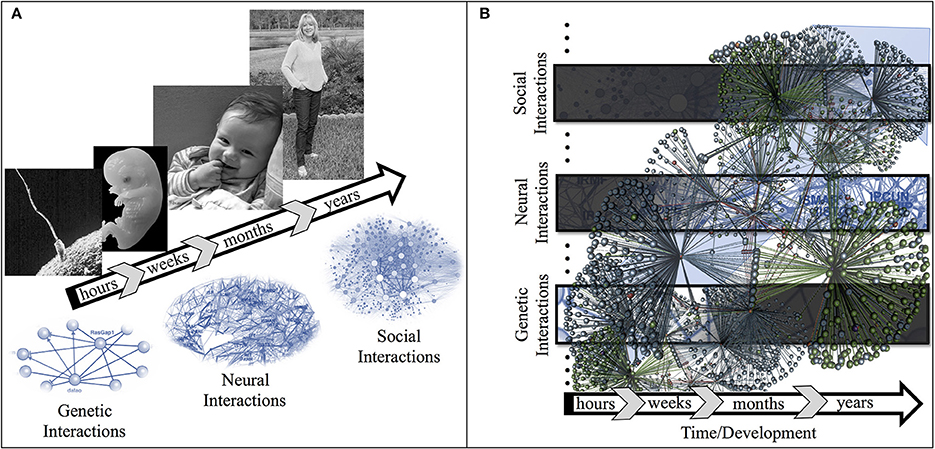 A
hours
weeks
months
years
RasGap1
Genetic
Interactions
Neural
Interactions
Social
Interactions
B
Social
Interactions
Neural
Interactions
Genetic
Interactions
hours
weeks
months
years
Time/Development